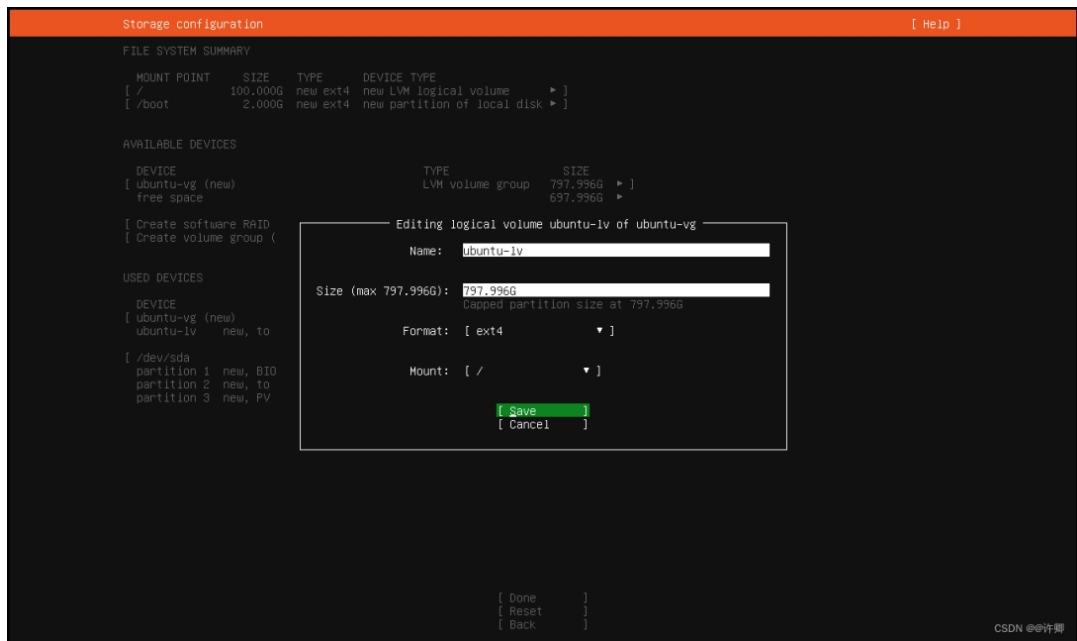 Storage configuration [ Help ]
FILE SYSTEM SUMMARY
MOUNT POINT SIZE TYPE DEVICE TYPE
[ / 100.000G new ext4 new LVM logical volume ▸ ]
[ /boot 2.000G new ext4 new partition of local disk ▸ ]
AVAILABLE DEVICES
DEVICE TYPE SIZE
[ ubuntu-vg (new) LVM volume group 797.996G ▸ ]
free space 697.996G ▸
[ Create software RAID
[ Create volume group (
Editing logical volume ubuntu-lv of ubuntu-vg
Name: ubuntu-lv
Size (max 797.996G): 797.996G
Capped partition size at 797.996G
Format: [ ext4 ▾ ]
Mount: [ / ▾ ]
[ Save ]
[ Cancel ]
USED DEVICES
DEVICE
[ ubuntu-vg (new)
ubuntu-lv new, to
[ /dev/sda
partition 1 new, BIO
partition 2 new, to
partition 3 new, PV
[ Done ]
[ Reset ]
[ Back ]
CSDN @@许卿